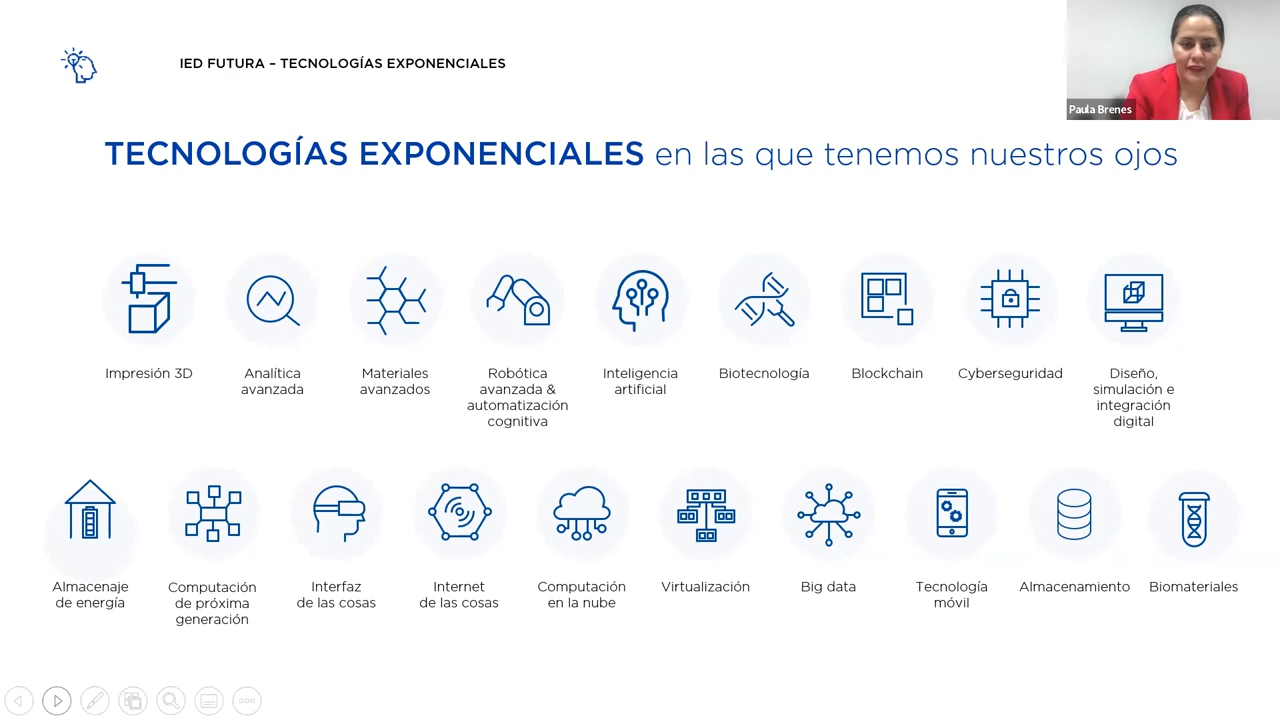 IED FUTURA – TECNOLOGÍAS EXPONENCIALES
Paula Brenes
TECNOLOGÍAS EXPONENCIALES en las que tenemos nuestros ojos
Impresión 3D
Analítica
avanzada
Materiales
avanzados
Robótica
avanzada &
automatización
cognitiva
Inteligencia
artificial
Biotecnología
Blockchain
Cyberseguridad
Diseño,
simulación e
integración
digital
Almacenaje
de energía
Computación
de próxima
generación
Interfaz
de las cosas
Internet
de las cosas
Computación
en la nube
Virtualización
Big data
Tecnología
móvil
Almacenamiento
Biomateriales